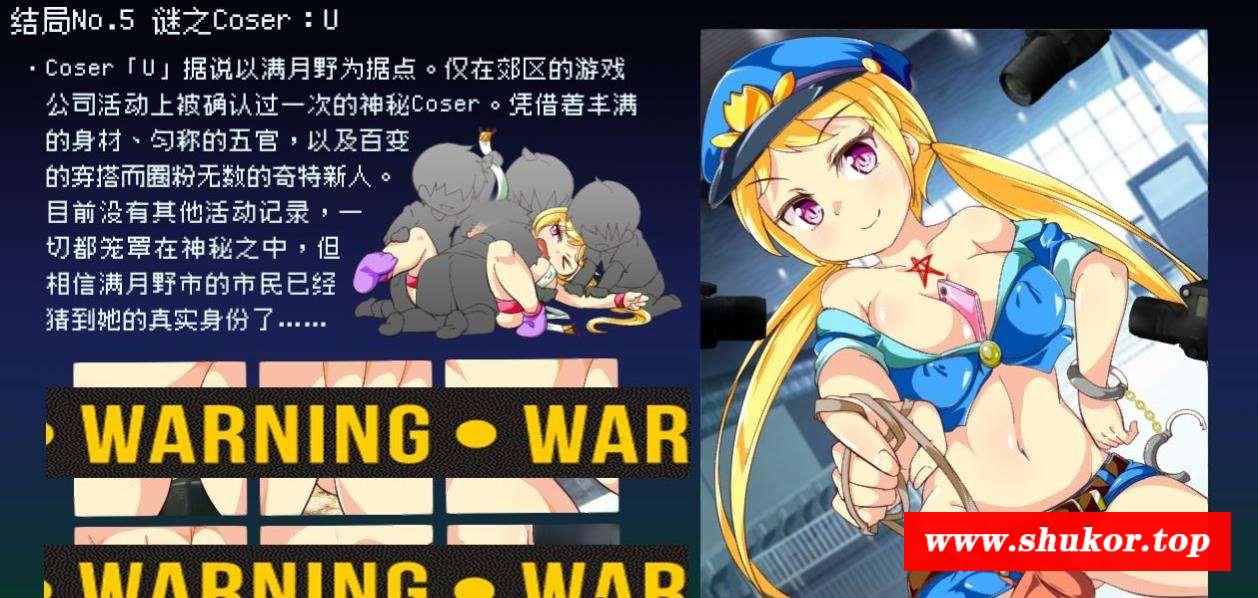 结局No.5 谜之Coser：U
・Coser「U」据说以满月野为据点。仅在郊区的游戏
公司活动上被确认过一次的神秘Coser。凭借着丰满
的身材、匀称的五官，以及百变
的穿搭而圈粉无数的奇特新人。
目前没有其他活动记录，一
切都笼罩在神秘之中，但
相信满月野市的市民已经
猜到她的真实身份了……
WARNING • WAR
WARNING • WAR
www.shukor.top